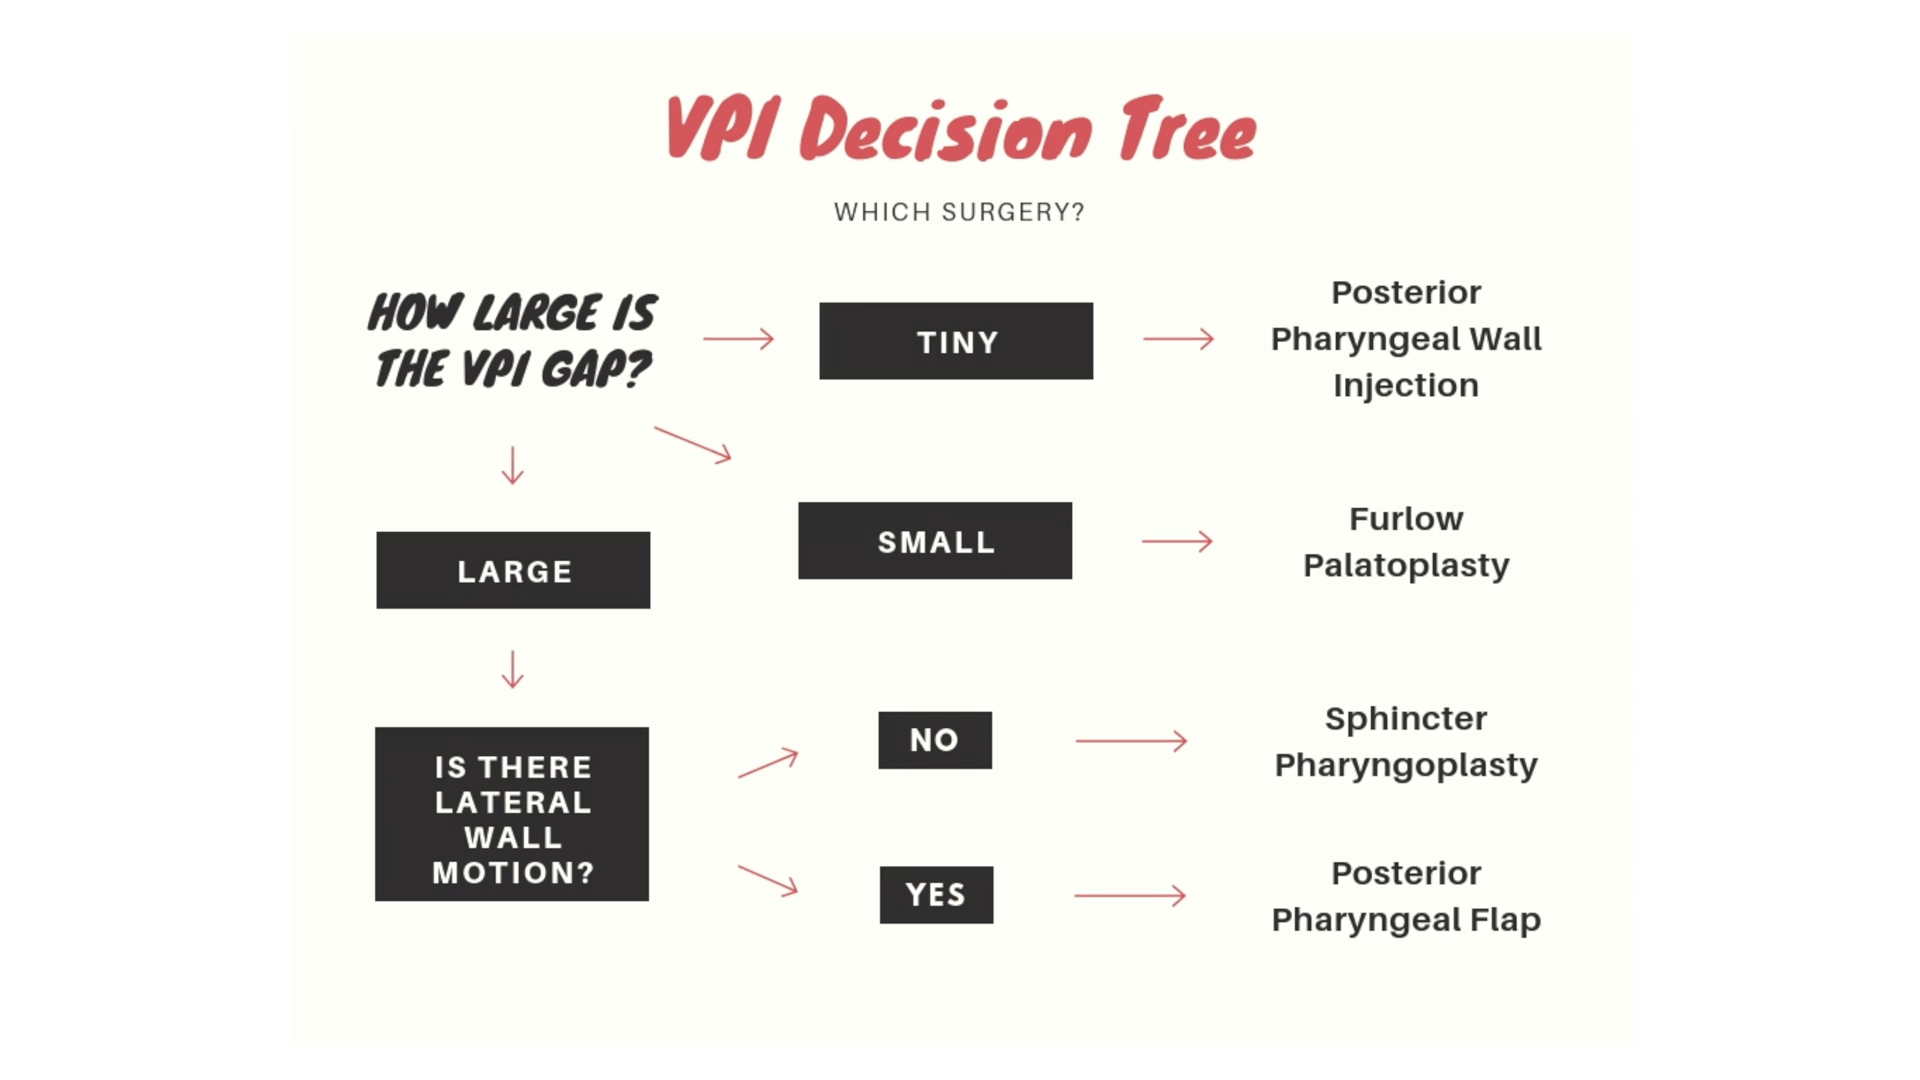 VPI Decision Tree
WHICH SURGERY?
HOW LARGE IS
THE VPI GAP?
TINY
Posterior
Pharyngeal Wall
Injection
SMALL
Furlow
Palatoplasty
LARGE
IS THERE
LATERAL
WALL
MOTION?
NO
Sphincter
Pharyngoplasty
YES
Posterior
Pharyngeal Flap